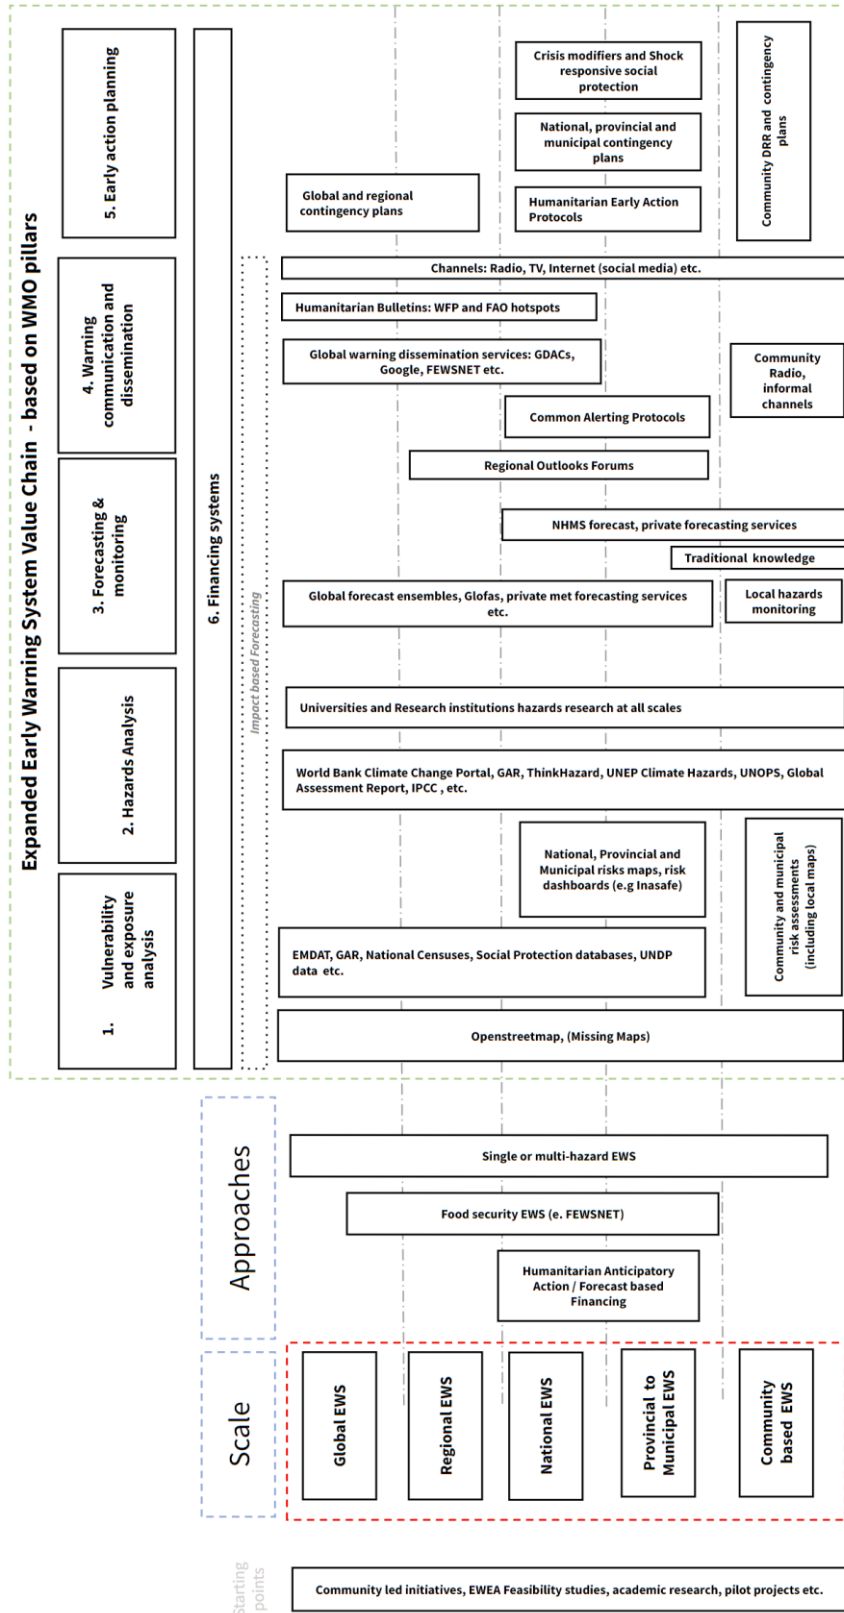 Expanded Early Warning System Value Chain - based on WMO pillars
5. Early action planning
4. Warning
communication and
dissemination
3. Forecasting &
monitoring
2. Hazards Analysis
1. Vulnerability
and exposure
analysis
6. Financing systems
Impact based Forecasting
Crisis modifiers and Shock
responsive social
protection
National, provincial and
municipal contingency
plans
Global and regional
contingency plans
Humanitarian Early Action
Protocols
Community DRR and contingency
plans
Channels: Radio, TV, Internet (social media) etc.
Humanitarian Bulletins: WFP and FAO hotspots
Global warning dissemination services: GDACs,
Google, FEWSNET etc.
Community
Radio,
informal
channels
Common Alerting Protocols
Regional Outlooks Forums
NHMS forecast, private forecasting services
Traditional knowledge
Global forecast ensembles, Glofas, private met forecasting services
etc.
Local hazards
monitoring
Universities and Research institutions hazards research at all scales
World Bank Climate Change Portal, GAR, ThinkHazard, UNEP Climate Hazards, UNOPS, Global
Assessment Report, IPCC , etc.
National, Provincial and
Municipal risks maps, risk
dashboards (e.g Inasafe)
Community and municipal
risk assessments
(including local maps)
EMDAT, GAR, National Censuses, Social Protection databases, UNDP
data etc.
Openstreetmap, (Missing Maps)
Approaches
Single or multi-hazard EWS
Food security EWS (e. FEWSNET)
Humanitarian Anticipatory
Action / Forecast based
Financing
Scale
Global EWS
Regional EWS
National EWS
Provincial to
Municipal EWS
Community
based EWS
Starting
points
Community led initiatives, EWEA Feasibility studies, academic research, pilot projects etc.